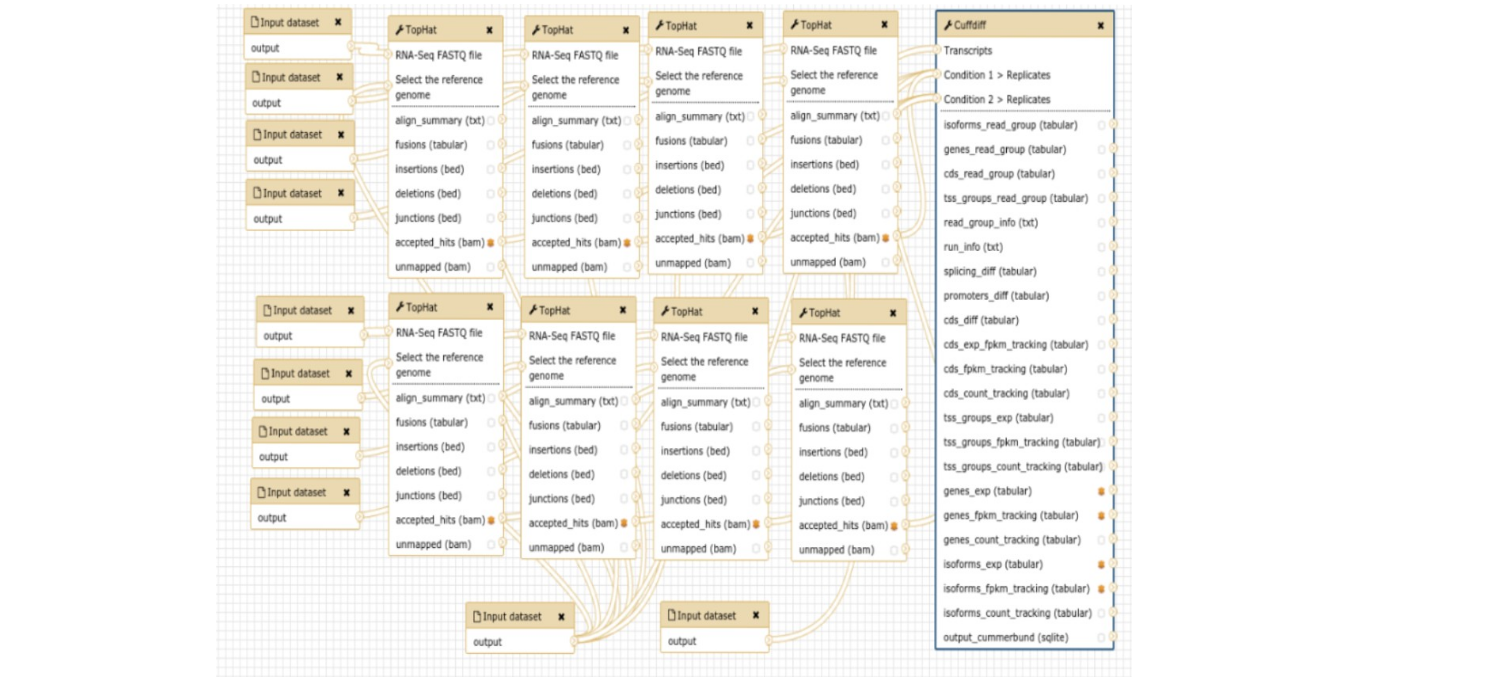 Input dataset
output
Input dataset
output
Input dataset
output
Input dataset
output
TopHat
RNA-Seq FASTQ file
Select the reference
genome
align_summary (txt)
fusions (tabular)
insertions (bed)
deletions (bed)
junctions (bed)
accepted_hits (bam)
unmapped (bam)
TopHat
RNA-Seq FASTQ file
Select the reference
genome
align_summary (txt)
fusions (tabular)
insertions (bed)
deletions (bed)
junctions (bed)
accepted_hits (bam)
unmapped (bam)
TopHat
RNA-Seq FASTQ file
Select the reference
genome
align_summary (txt)
fusions (tabular)
insertions (bed)
deletions (bed)
junctions (bed)
accepted_hits (bam)
unmapped (bam)
TopHat
RNA-Seq FASTQ file
Select the reference
genome
align_summary (txt)
fusions (tabular)
insertions (bed)
deletions (bed)
junctions (bed)
accepted_hits (bam)
unmapped (bam)
Input dataset
output
Input dataset
output
Input dataset
output
Input dataset
output
TopHat
RNA-Seq FASTQ file
Select the reference
genome
align_summary (txt)
fusions (tabular)
insertions (bed)
deletions (bed)
junctions (bed)
accepted_hits (bam)
unmapped (bam)
TopHat
RNA-Seq FASTQ file
Select the reference
genome
align_summary (txt)
fusions (tabular)
insertions (bed)
deletions (bed)
junctions (bed)
accepted_hits (bam)
unmapped (bam)
TopHat
RNA-Seq FASTQ file
Select the reference
genome
align_summary (txt)
fusions (tabular)
insertions (bed)
deletions (bed)
junctions (bed)
accepted_hits (bam)
unmapped (bam)
TopHat
RNA-Seq FASTQ file
Select the reference
genome
align_summary (txt)
fusions (tabular)
insertions (bed)
deletions (bed)
junctions (bed)
accepted_hits (bam)
unmapped (bam)
Input dataset
output
Input dataset
output
Cuffdiff
Transcripts
Condition 1 > Replicates
Condition 2 > Replicates
isoforms_read_group (tabular)
genes_read_group (tabular)
cds_read_group (tabular)
tss_groups_read_group (tabular)
read_group_info (txt)
run_info (txt)
splicing_diff (tabular)
promoters_diff (tabular)
cds_diff (tabular)
cds_exp_fpkm_tracking (tabular)
cds_fpkm_tracking (tabular)
cds_count_tracking (tabular)
tss_groups_exp (tabular)
tss_groups_fpkm_tracking (tabular)
tss_groups_count_tracking (tabular)
genes_exp (tabular)
genes_fpkm_tracking (tabular)
genes_count_tracking (tabular)
isoforms_exp (tabular)
isoforms_fpkm_tracking (tabular)
isoforms_count_tracking (tabular)
output_cummerbund (sqlite)